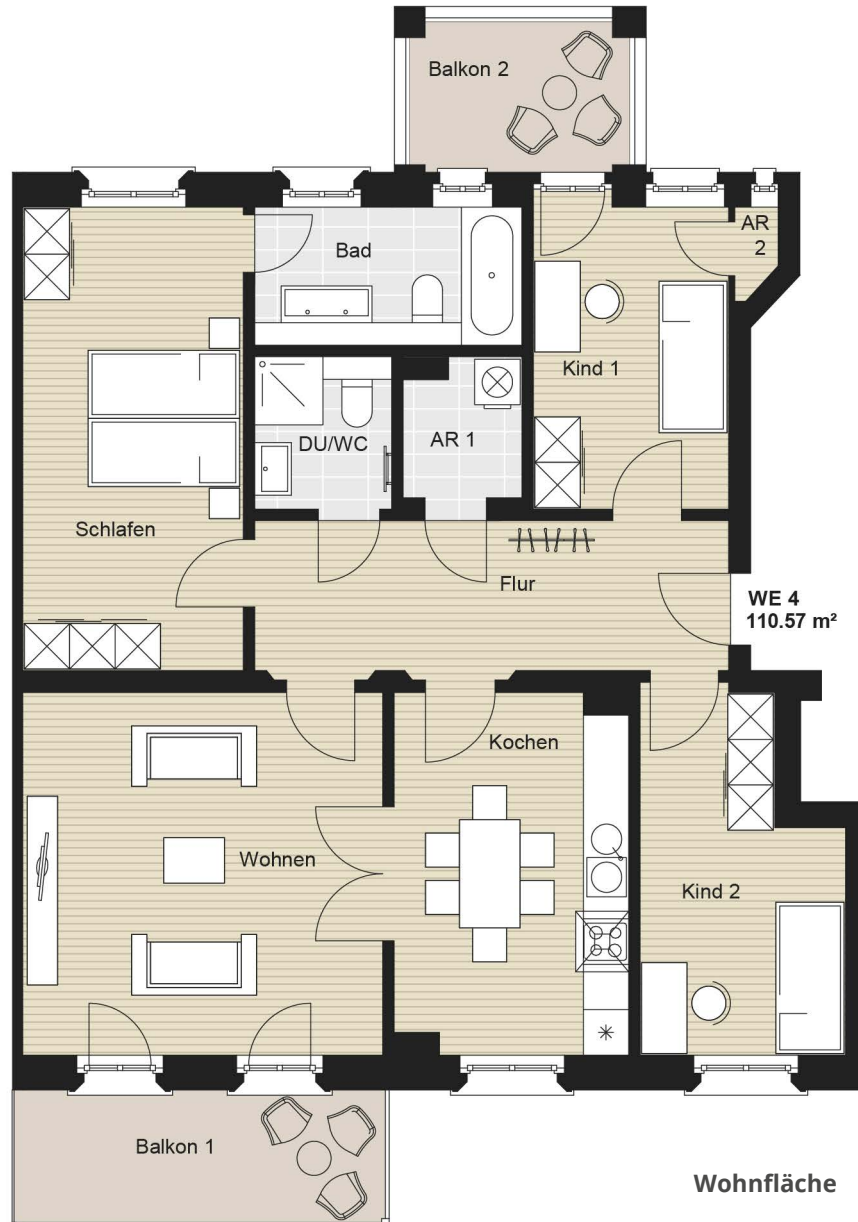 Balkon 2
AR
2
Bad
Kind 1
DU/WC
AR 1
Schlafen
Flur
WE 4
110.57 m²
Kochen
Wohnen
Kind 2
Balkon 1
Wohnfläche